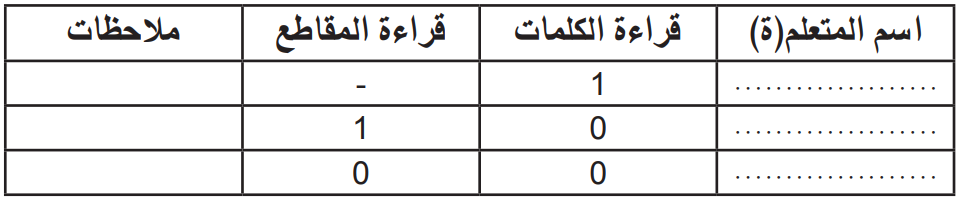 اسم المتعلم(ة) قراءة الكلمات قراءة المقاطع ملاحظات
.................... 1 -
.................... 0 1
.................... 0 0